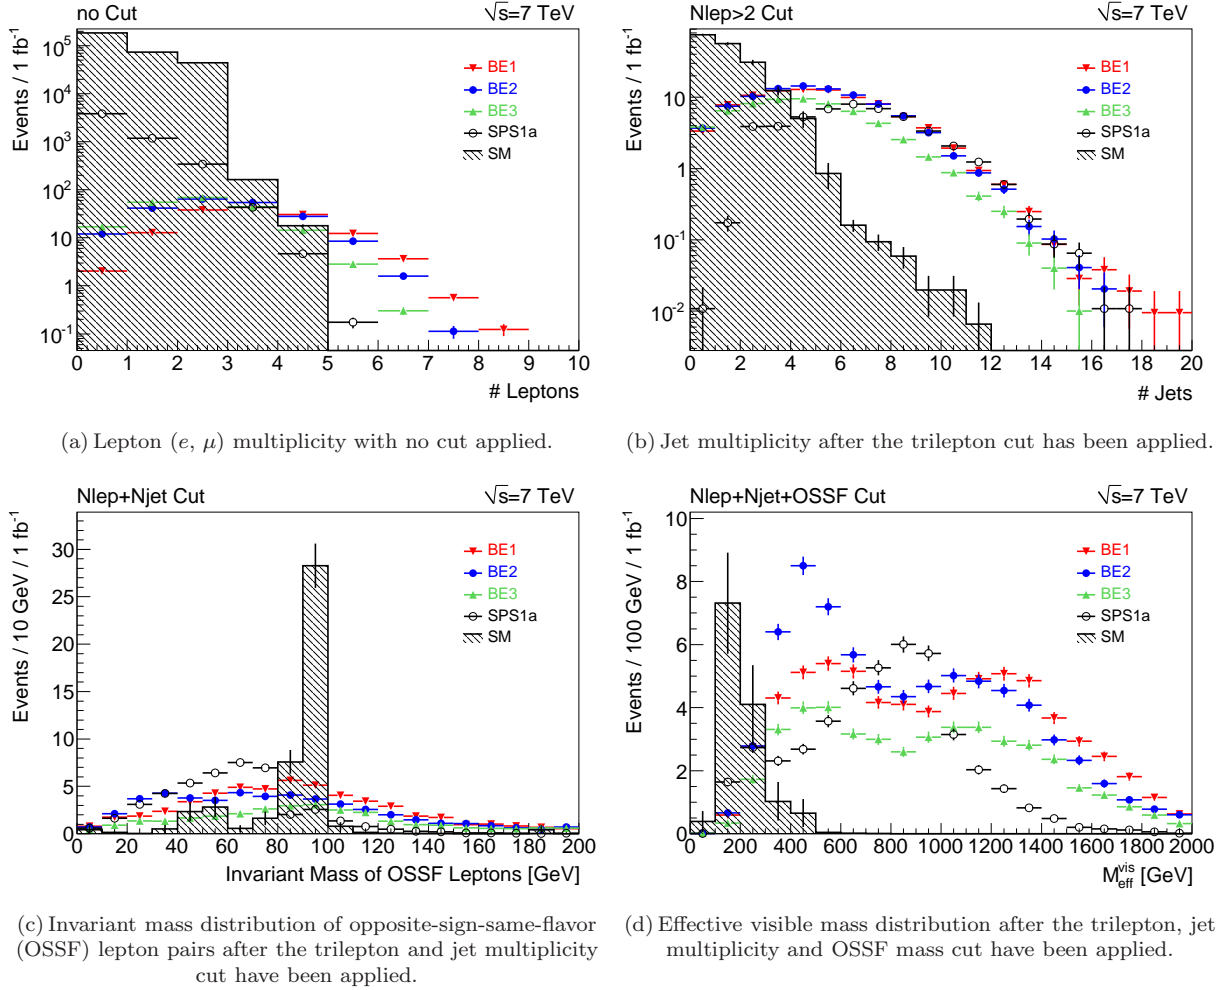 no Cut
√s=7 TeV
Events / 1 fb⁻¹
10⁵
10⁴
10³
10²
10
1
10⁻¹
BE1
BE2
BE3
SPS1a
SM
0 1 2 3 4 5 6 7 8 9 10
# Leptons
(a) Lepton (e, μ) multiplicity with no cut applied.
Nlep>2 Cut
√s=7 TeV
Events / 1 fb⁻¹
10
1
10⁻¹
10⁻²
BE1
BE2
BE3
SPS1a
SM
0 2 4 6 8 10 12 14 16 18 20
# Jets
(b) Jet multiplicity after the trilepton cut has been applied.
Nlep+Njet Cut
√s=7 TeV
Events / 10 GeV / 1 fb⁻¹
30
25
20
15
10
5
0
BE1
BE2
BE3
SPS1a
SM
0 20 40 60 80 100 120 140 160 180 200
Invariant Mass of OSSF Leptons [GeV]
(c) Invariant mass distribution of opposite-sign-same-flavor
(OSSF) lepton pairs after the trilepton and jet multiplicity
cut have been applied.
Nlep+Njet+OSSF Cut
√s=7 TeV
Events / 100 GeV / 1 fb⁻¹
10
8
6
4
2
0
BE1
BE2
BE3
SPS1a
SM
0 200 400 600 800 1000 1200 1400 1600 1800 2000
M_eff^vis [GeV]
(d) Effective visible mass distribution after the trilepton, jet
multiplicity and OSSF mass cut have been applied.